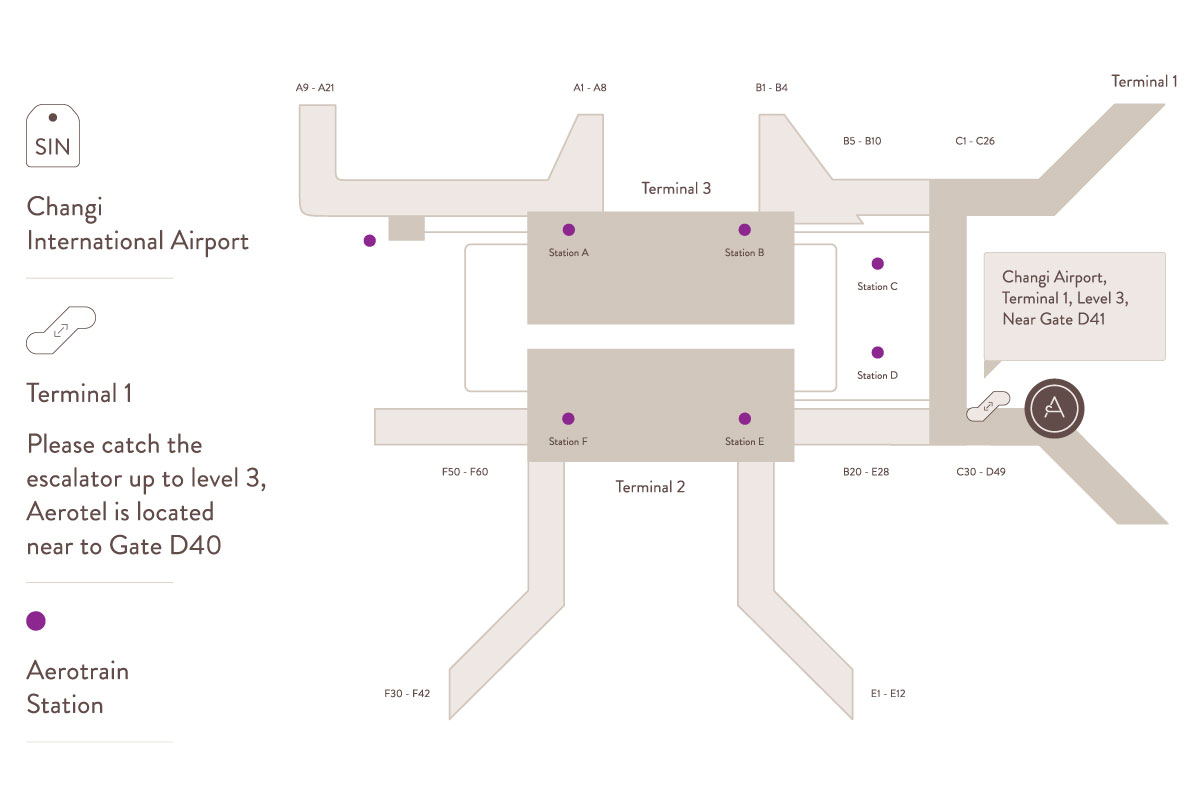 SIN
Changi
International Airport
Terminal 1
Please catch the
escalator up to level 3,
Aerotel is located
near to Gate D40
Aerotrain
Station
Terminal 1
A9 - A21
A1 - A8
B1 - B4
B5 - B10
C1 - C26
Terminal 3
Station A
Station B
Station C
Changi Airport,
Terminal 1, Level 3,
Near Gate D41
Station D
Station F
Station E
F50 - F60
Terminal 2
B20 - E28
C30 - D49
F30 - F42
E1 - E12